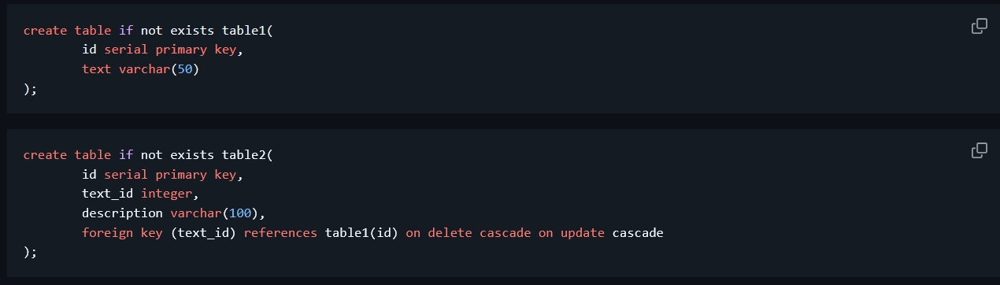 create table if not exists table1(
id serial primary key,
text varchar(50)
);
create table if not exists table2(
id serial primary key,
text_id integer,
description varchar(100),
foreign key (text_id) references table1(id) on delete cascade on update cascade
);